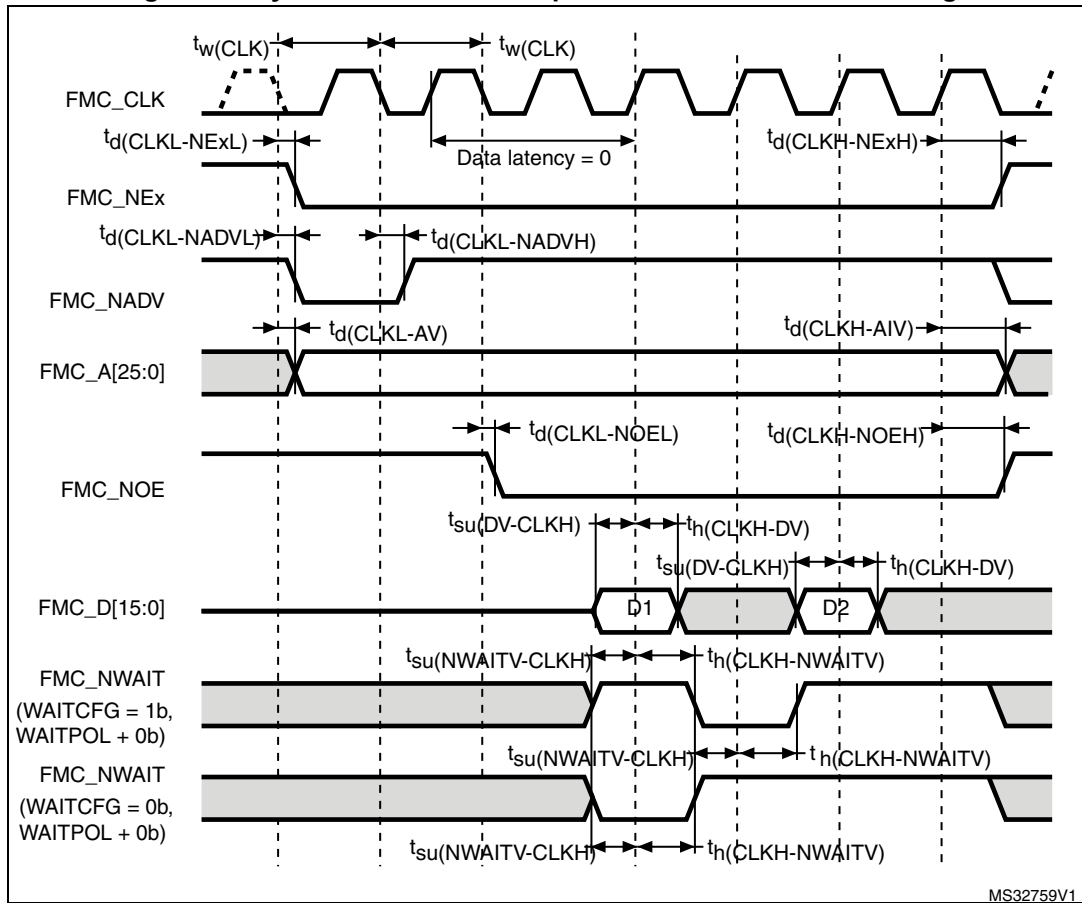 tw(CLK) tw(CLK)
FMC_CLK
td(CLKL-NExL) Data latency = 0 td(CLKH-NExH)
FMC_NEx
td(CLKL-NADVL) td(CLKL-NADVH)
FMC_NADV
td(CLKL-AV) td(CLKH-AIV)
FMC_A[25:0]
td(CLKL-NOEL) td(CLKH-NOEH)
FMC_NOE
tsu(DV-CLKH) th(CLKH-DV)
tsu(DV-CLKH) th(CLKH-DV)
FMC_D[15:0] D1 D2
tsu(NWAITV-CLKH) th(CLKH-NWAITV)
FMC_NWAIT
(WAITCFG = 1b,
WAITPOL + 0b)
tsu(NWAITV-CLKH) th(CLKH-NWAITV)
FMC_NWAIT
(WAITCFG = 0b,
WAITPOL + 0b)
tsu(NWAITV-CLKH) th(CLKH-NWAITV)
MS32759V1